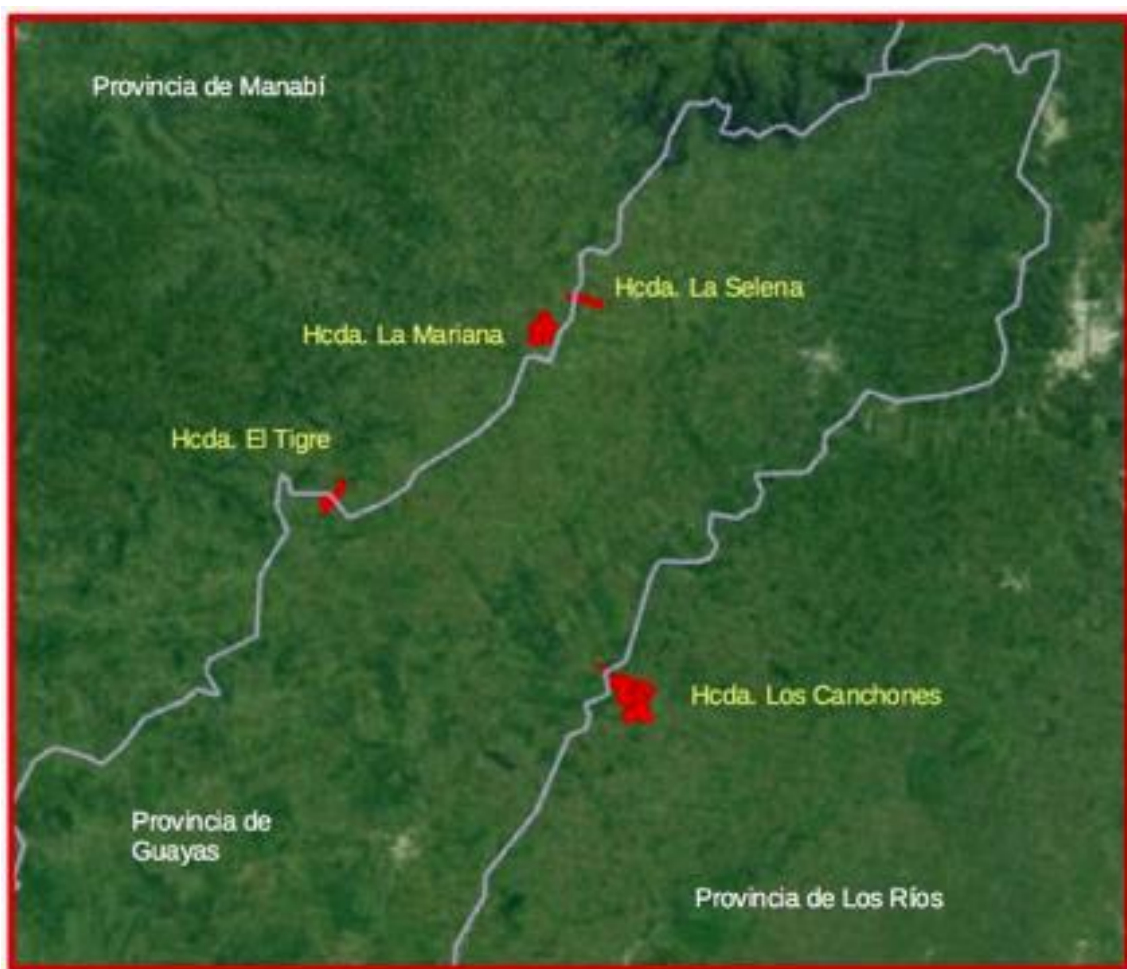 Provincia de Manabí
Hcda. La Selena
Hcda. La Mariana
Hcda. El Tigre
Hcda. Los Canchones
Provincia de
Guayas
Provincia de Los Ríos